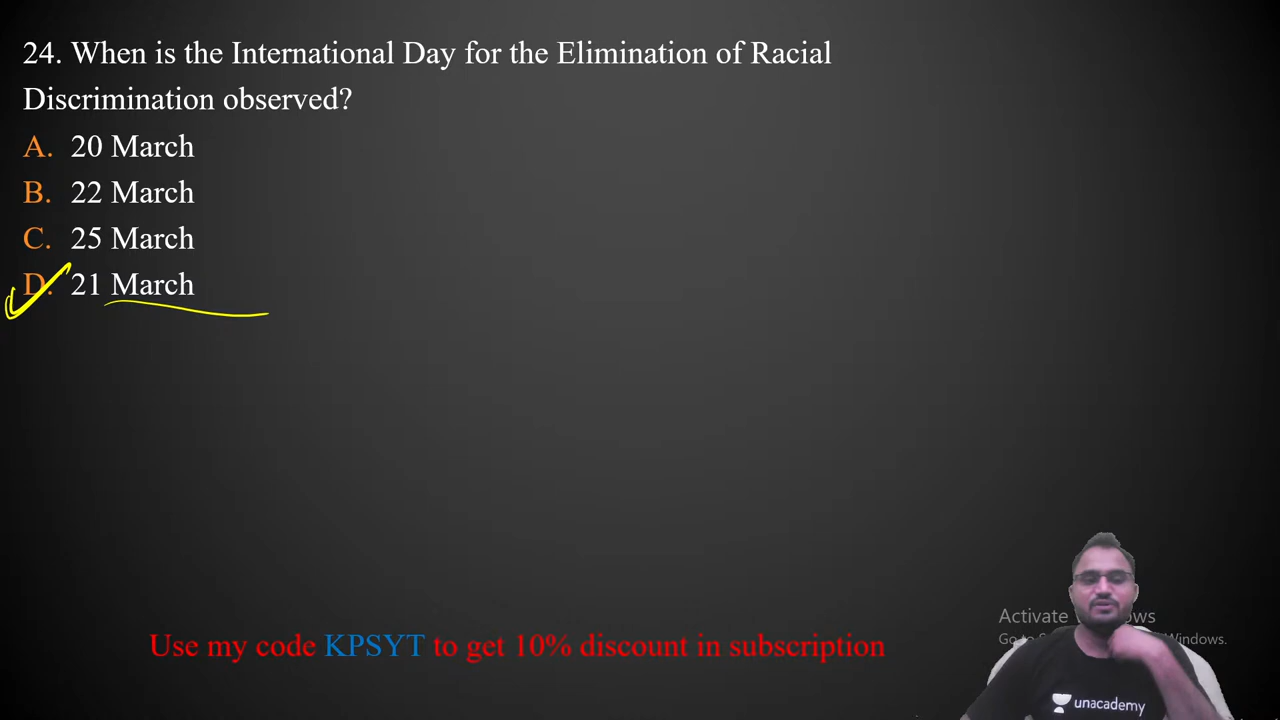 24. When is the International Day for the Elimination of Racial
Discrimination observed?
A. 20 March
B. 22 March
C. 25 March
D. 21 March
Activate Windows.
unacademy
Use my code KPSYT to get 10% discount in subscription